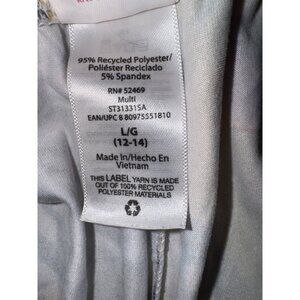 95% Recycled Polyester/
Poliéster Reciclado
5% Spandex
RN# 52469
Multi
ST31331SA
EAN/UPC 8 80975551810
L/G
(12-14)
Made In/Hecho En
Vietnam
This LABEL YARN IS MADE
OUT OF 100% RECYCLED
POLYESTER MATERIALS